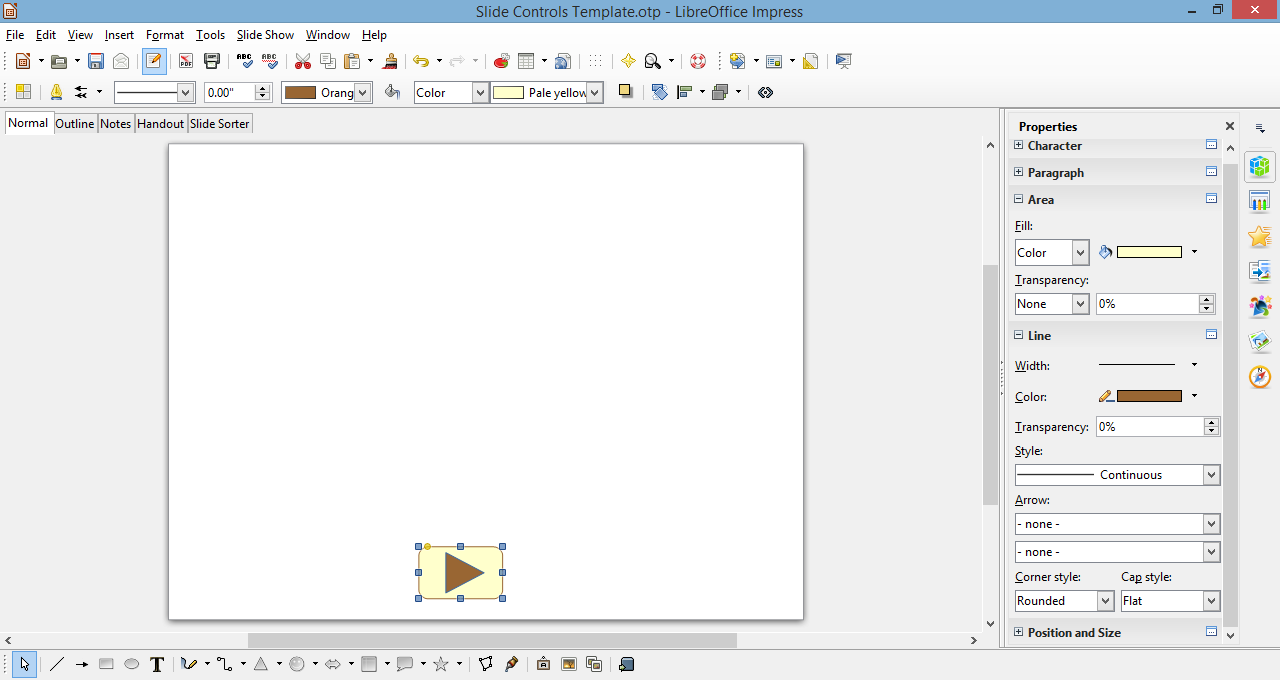 Slide Controls Template.otp - LibreOffice Impress
File Edit View Insert Format Tools Slide Show Window Help
0.00" Orang Color Pale yellow
Normal Outline Notes Handout Slide Sorter
Properties
Character
Paragraph
Area
Fill:
Color
Transparency:
None 0%
Line
Width:
Color:
Transparency: 0%
Style:
Continuous
Arrow:
- none -
- none -
Corner style: Cap style:
Rounded Flat
Position and Size